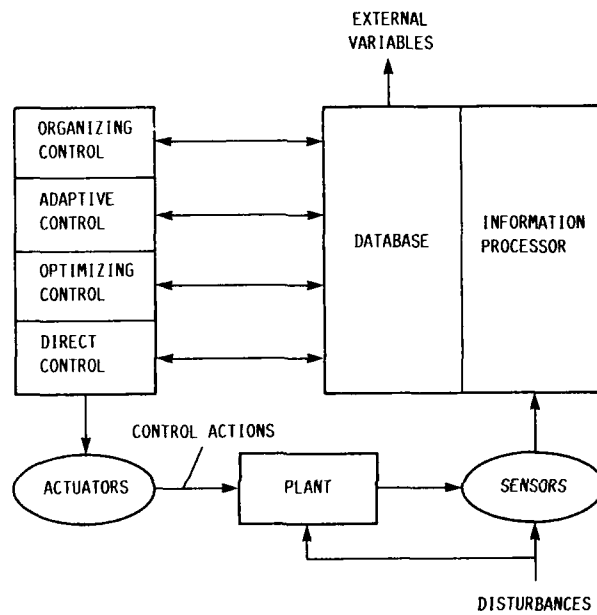 EXTERNAL
VARIABLES
ORGANIZING
CONTROL
ADAPTIVE
CONTROL
OPTIMIZING
CONTROL
DIRECT
CONTROL
DATABASE
INFORMATION
PROCESSOR
CONTROL ACTIONS
ACTUATORS
PLANT
SENSORS
DISTURBANCES